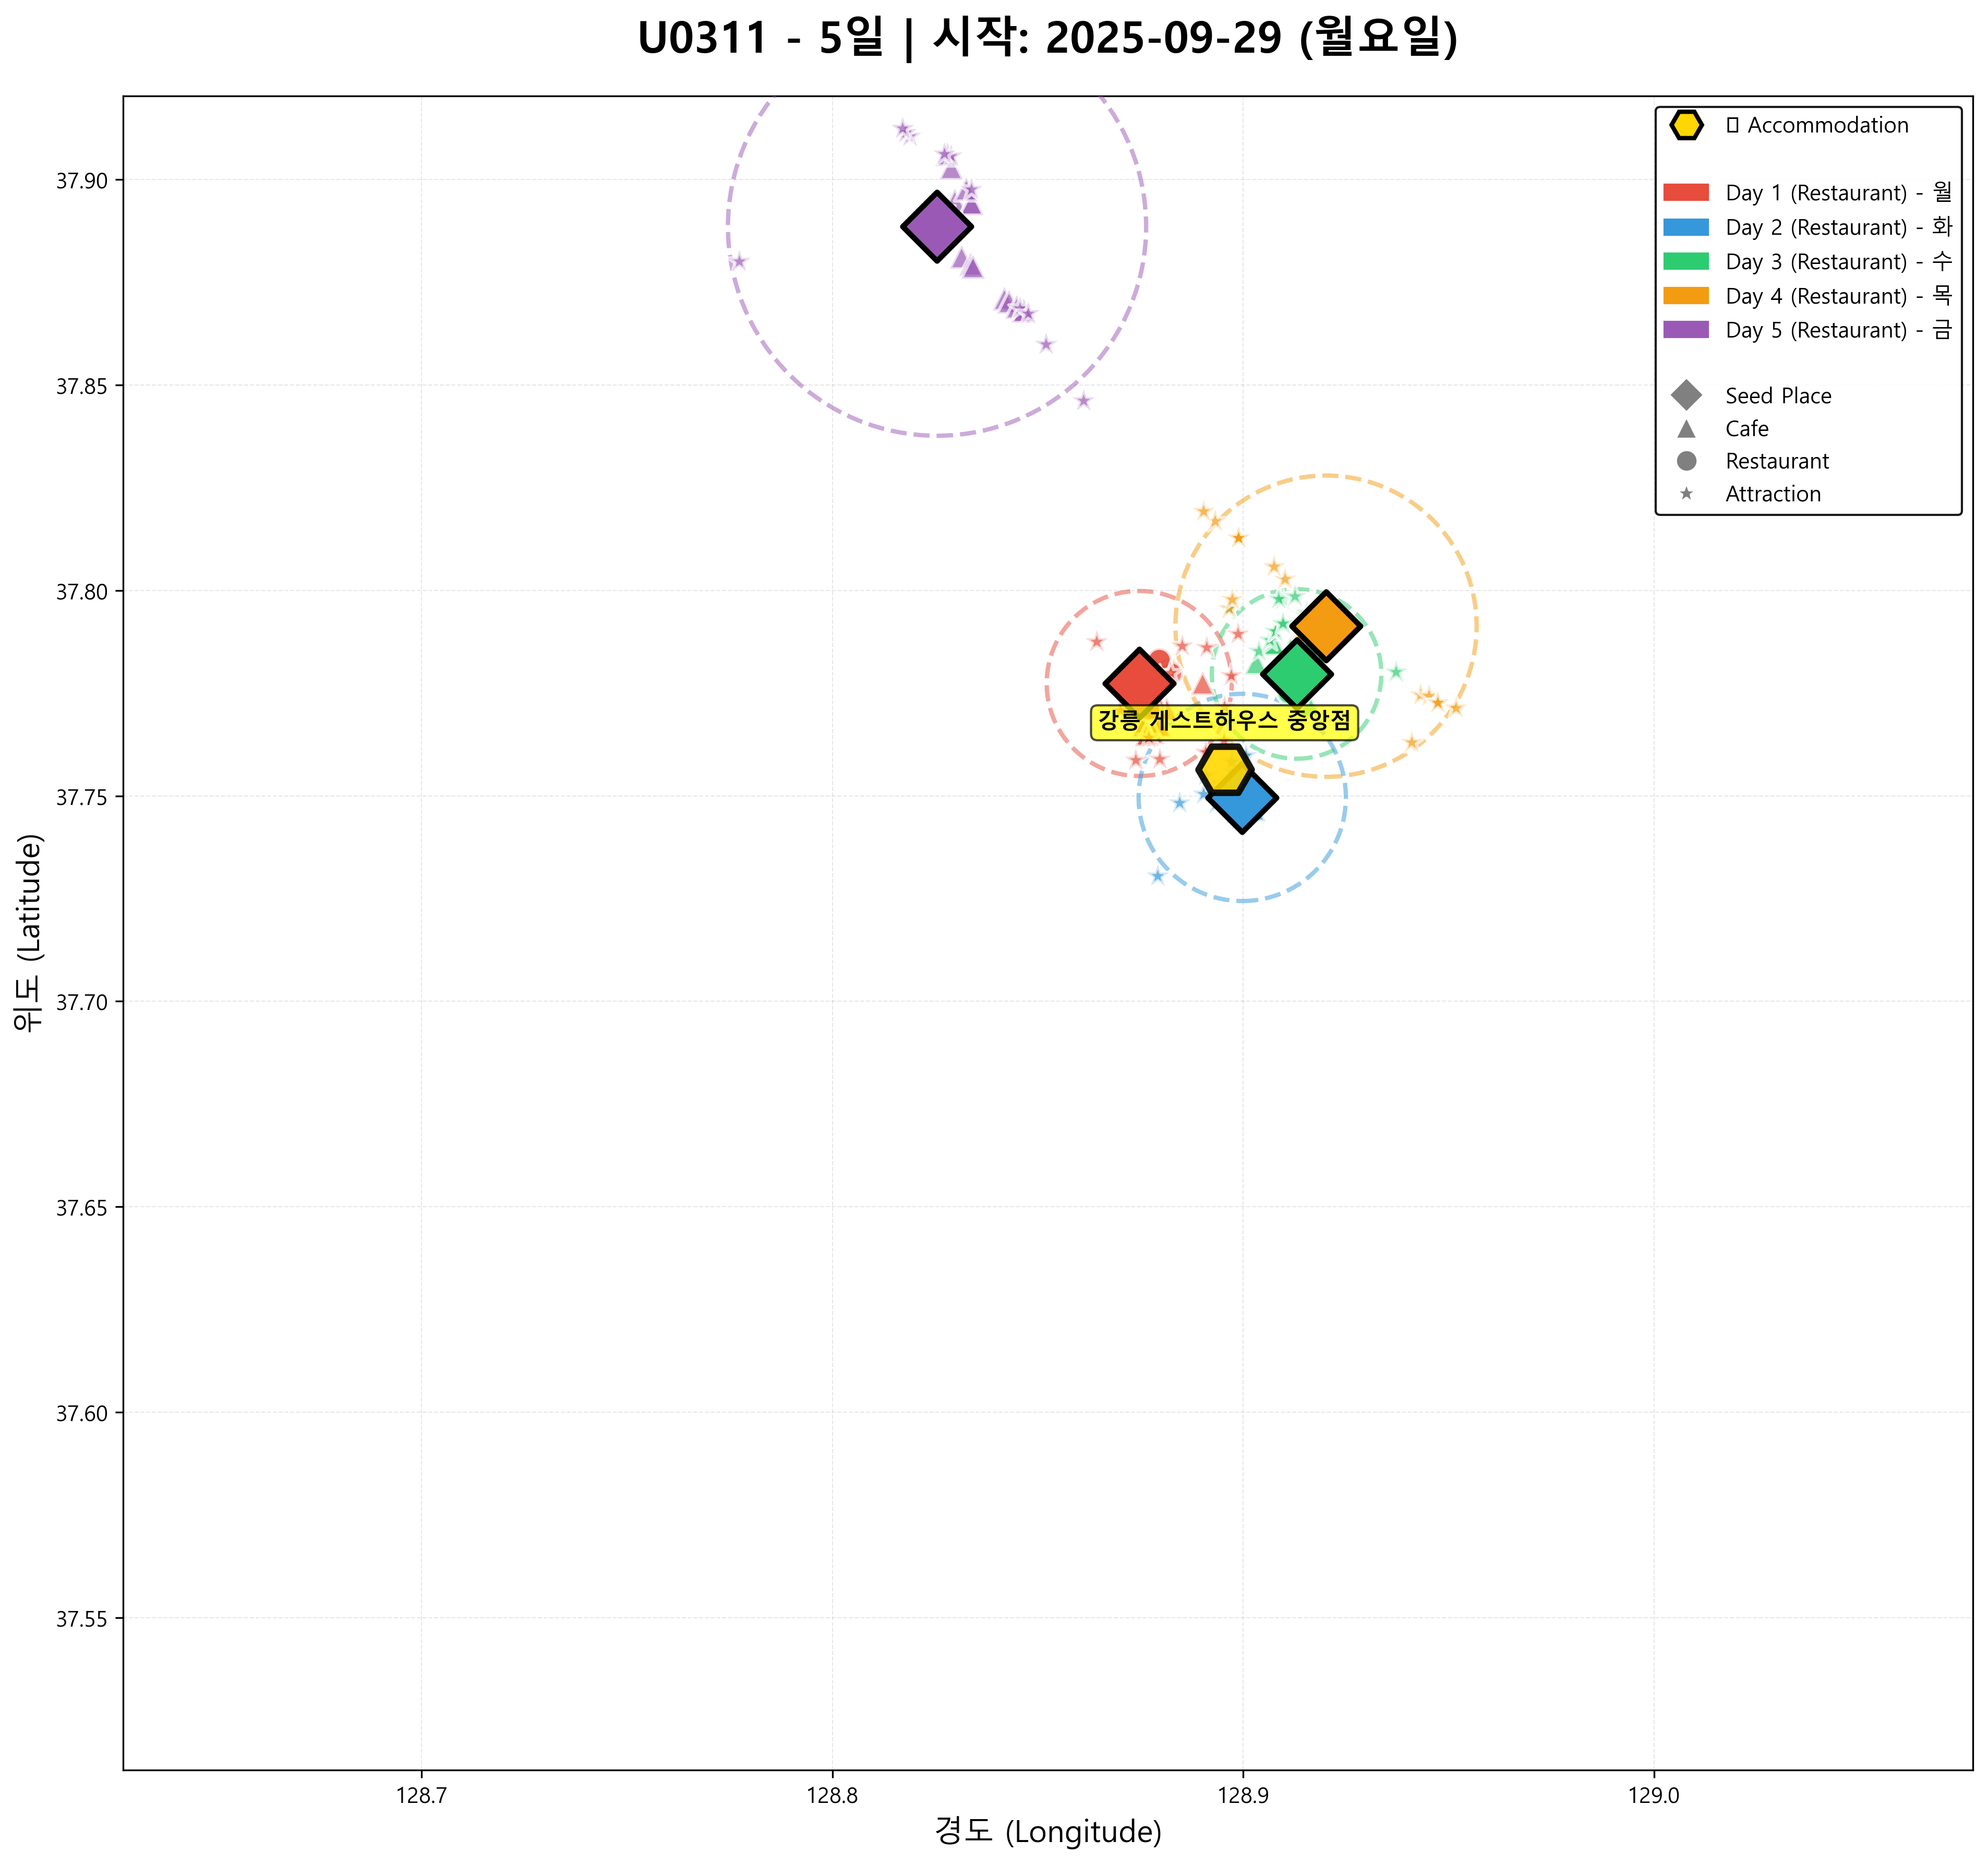 U0311 - 5일 | 시작: 2025-09-29 (월요일)
▯ Accommodation
Day 1 (Restaurant) - 월
Day 2 (Restaurant) - 화
Day 3 (Restaurant) - 수
Day 4 (Restaurant) - 목
Day 5 (Restaurant) - 금
Seed Place
Cafe
Restaurant
Attraction
강릉 게스트하우스 중앙점
위도 (Latitude)
37.90
37.85
37.80
37.75
37.70
37.65
37.60
37.55
128.7
128.8
128.9
129.0
경도 (Longitude)